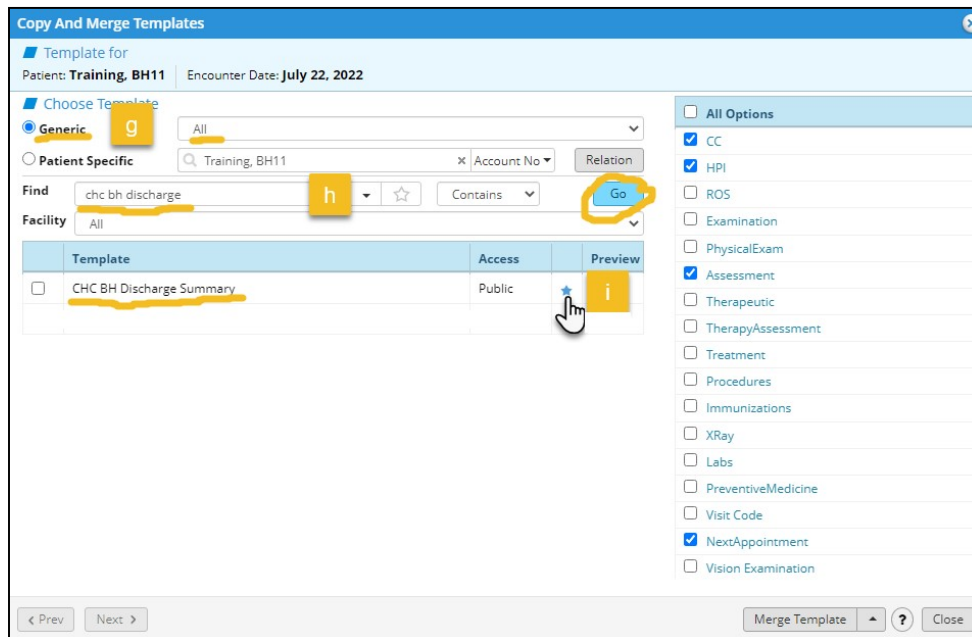 Copy And Merge Templates
Template for
Patient: Training, BH11 Encounter Date: July 22, 2022
Choose Template
Generic g All
Patient Specific Training, BH11 × Account No Relation
Find chc bh discharge h Contains Go
Facility All
Template Access Preview
CHC BH Discharge Summary Public i
All Options
CC
HPI
ROS
Examination
PhysicalExam
Assessment
Therapeutic
TherapyAssessment
Treatment
Procedures
Immunizations
XRay
Labs
PreventiveMedicine
Visit Code
NextAppointment
Vision Examination
< Prev Next > Merge Template ? Close